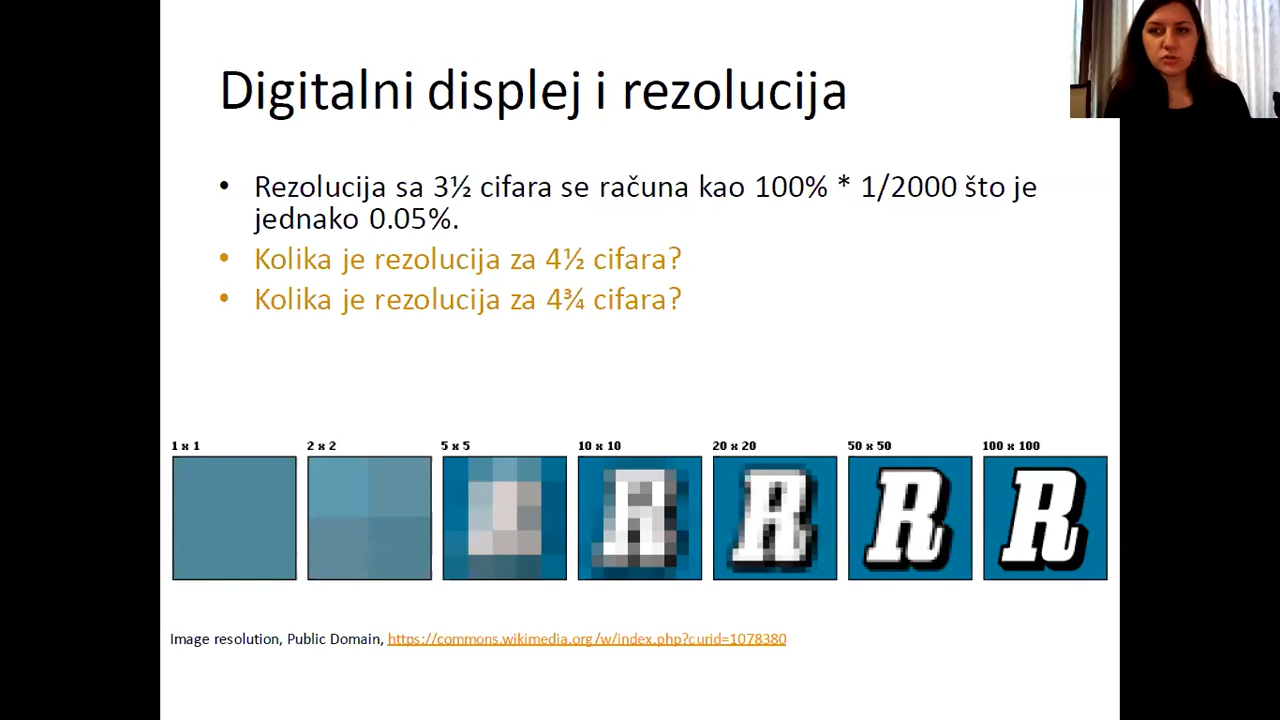 Digitalni displej i rezolucija
• Rezolucija sa 3½ cifara se računa kao 100% * 1/2000 što je
jednako 0.05%.
• Kolika je rezolucija za 4½ cifara?
• Kolika je rezolucija za 4¾ cifara?
1 x 1 2 x 2 5 x 5 10 x 10 20 x 20 50 x 50 100 x 100
R R R R
Image resolution, Public Domain, https://commons.wikimedia.org/w/index.php?curid=1078380